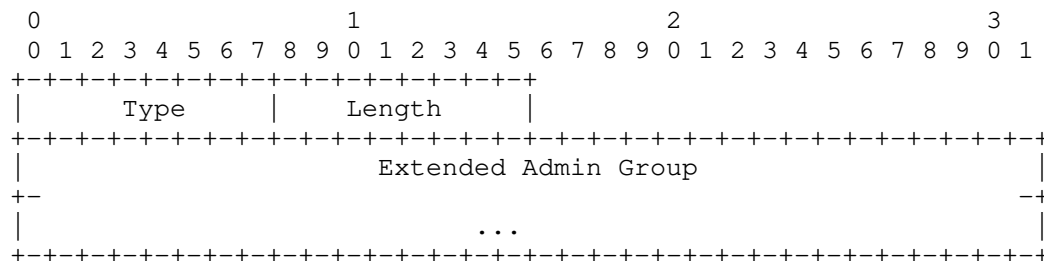 0                   1                   2                   3
 0 1 2 3 4 5 6 7 8 9 0 1 2 3 4 5 6 7 8 9 0 1 2 3 4 5 6 7 8 9 0 1
+-+-+-+-+-+-+-+-+-+-+-+-+-+-+-+-+
|      Type     |    Length     |
+-+-+-+-+-+-+-+-+-+-+-+-+-+-+-+-+-+-+-+-+-+-+-+-+-+-+-+-+-+-+-+-+
|                      Extended Admin Group                     |
+-                                                             -+
|                            ...                                |
+-+-+-+-+-+-+-+-+-+-+-+-+-+-+-+-+-+-+-+-+-+-+-+-+-+-+-+-+-+-+-+-+